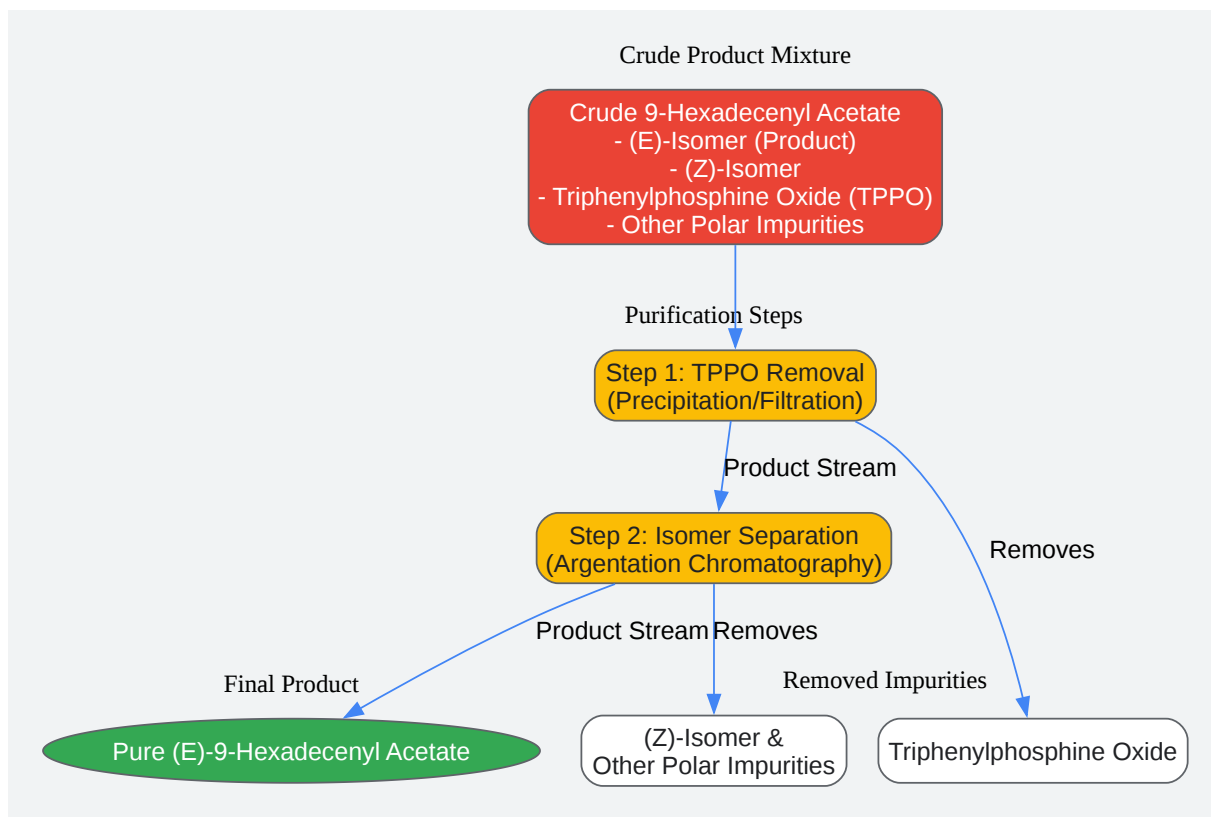 Crude Product Mixture
Crude 9-Hexadecenyl Acetate
- (E)-Isomer (Product)
- (Z)-Isomer
- Triphenylphosphine Oxide (TPPO)
- Other Polar Impurities
Purification Steps
Step 1: TPPO Removal
(Precipitation/Filtration)
Product Stream
Step 2: Isomer Separation
(Argentation Chromatography)
Removes
Product Stream
Removes
Final Product
Removed Impurities
Pure (E)-9-Hexadecenyl Acetate
(Z)-Isomer &
Other Polar Impurities
Triphenylphosphine Oxide